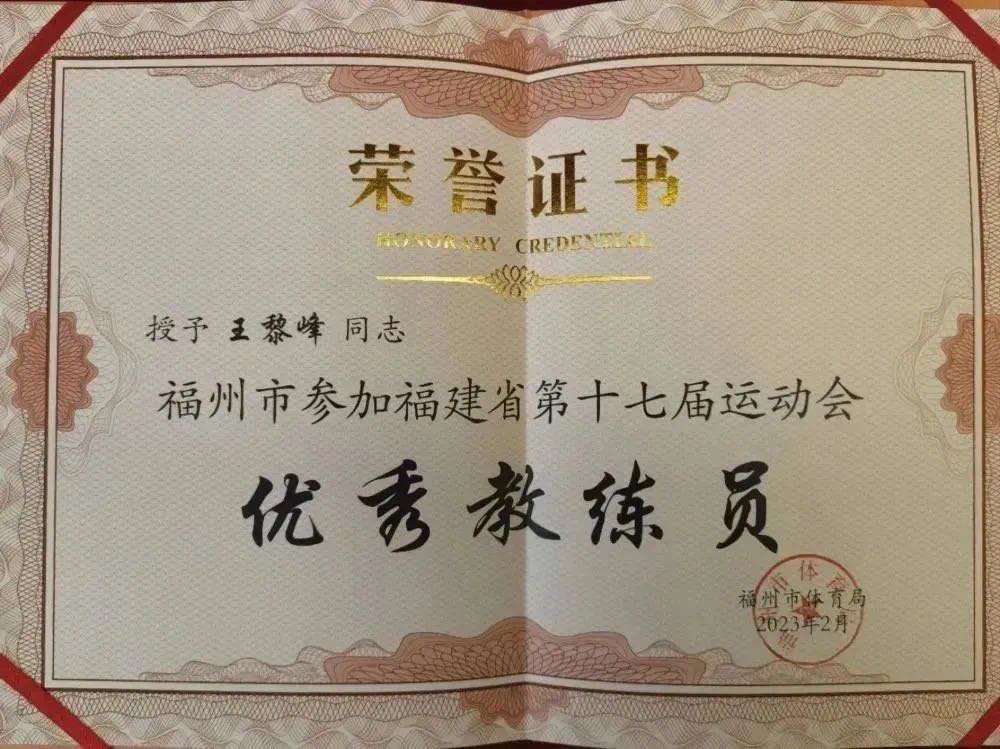 荣誉证书
HONORARY CREDENTIAL
授予 王黎峰 同志
福州市参加福建省第十七届运动会
优秀教练员
福州市体育局
2023年2月